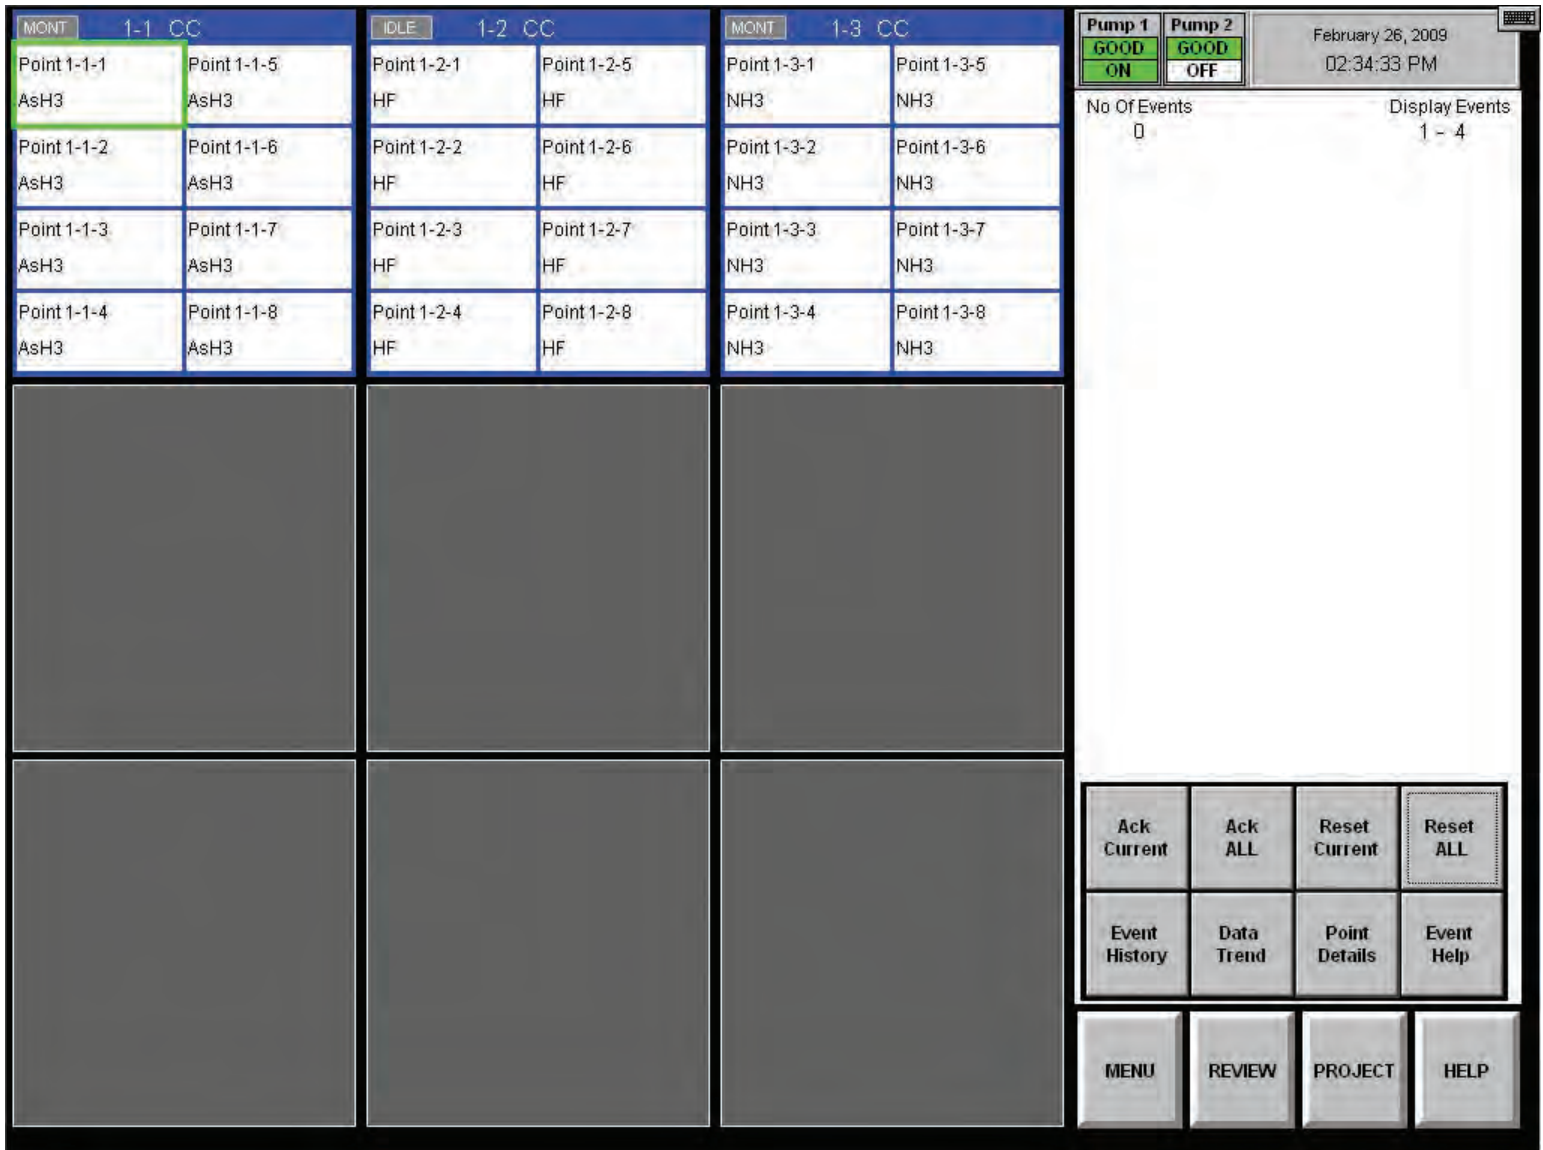 MONT 1-1 CC
Point 1-1-1 Point 1-1-5
AsH3 AsH3
Point 1-1-2 Point 1-1-6
AsH3 AsH3
Point 1-1-3 Point 1-1-7
AsH3 AsH3
Point 1-1-4 Point 1-1-8
AsH3 AsH3
IDLE 1-2 CC
Point 1-2-1 Point 1-2-5
HF HF
Point 1-2-2 Point 1-2-6
HF HF
Point 1-2-3 Point 1-2-7
HF HF
Point 1-2-4 Point 1-2-8
HF HF
MONT 1-3 CC
Point 1-3-1 Point 1-3-5
NH3 NH3
Point 1-3-2 Point 1-3-6
NH3 NH3
Point 1-3-3 Point 1-3-7
NH3 NH3
Point 1-3-4 Point 1-3-8
NH3 NH3
Pump 1 Pump 2
GOOD GOOD
ON OFF
February 26, 2009
02:34:33 PM
No Of Events Display Events
0 1 - 4
Ack Current
Ack ALL
Reset Current
Reset ALL
Event History
Data Trend
Point Details
Event Help
MENU REVIEW PROJECT HELP